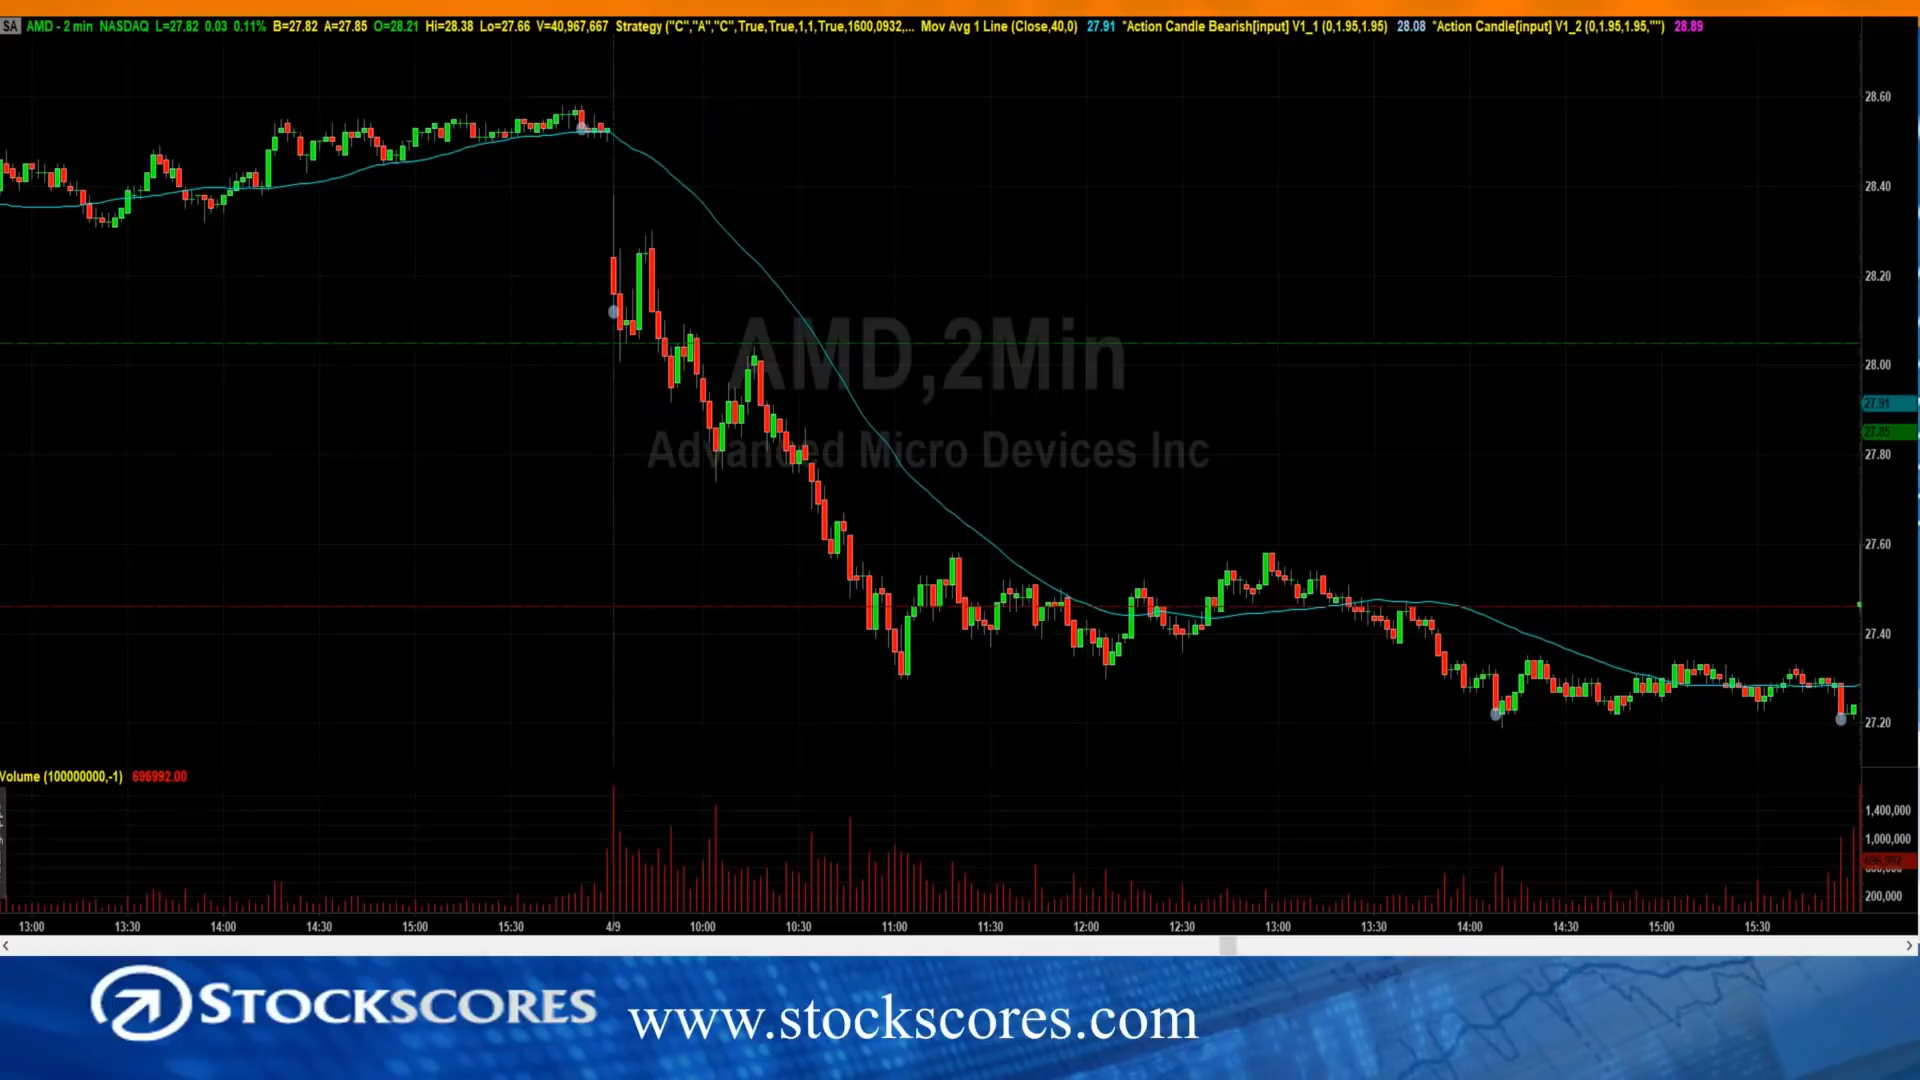 SA AMD - 2 min NASDAQ L=27.82 0.03 0.11% B=27.82 A=27.85 O=28.21 Hi=28.38 Lo=27.66 V=40,967,667 Strategy ("C","A","C",True,True,1,1,True,1600,0932,... Mov Avg 1 Line (Close,40,0) 27.91 "Action Candle Bearish[input] V1_1 (0,1.95,1.95) 28.08 "Action Candle[input] V1_2 (0,1.95,1.95,"") 28.89
28.60
28.40
28.20
AMD,2Min
28.00
27.91
27.85
Advanced Micro Devices Inc
27.80
27.60
27.40
27.20
Volume (100000000,-1) 696992.00
1,400,000
1,000,000
600,000
200,000
13:00 13:30 14:00 14:30 15:00 15:30 4/9 10:00 10:30 11:00 11:30 12:00 12:30 13:00 13:30 14:00 14:30 15:00 15:30
STOCKSCORES www.stockscores.com